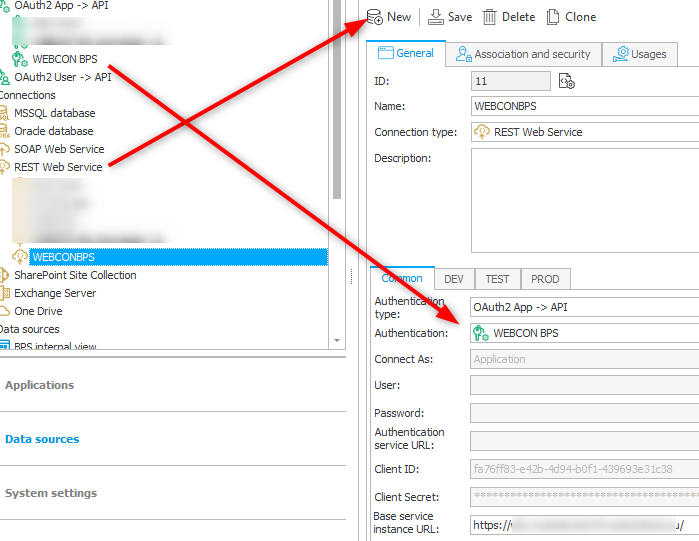 OAuth2 App -> API
WEBCON BPS
OAuth2 User -> API
Connections
MSSQL database
Oracle database
SOAP Web Service
REST Web Service
WEBCONBPS
SharePoint Site Collection
Exchange Server
One Drive
Data sources
BPS internal view
Applications
Data sources
System settings
New Save Delete Clone
General Association and security Usages
ID: 11
Name: WEBCONBPS
Connection type: REST Web Service
Description:
Common DEV TEST PROD
Authentication
type: OAuth2 App -> API
Authentication: WEBCON BPS
Connect As: Application
User:
Password:
Authentication
service URL:
Client ID: fa76ff83-e42b-4d94-b0f1-439693e31c38
Client Secret: ************************************
Base service
instance URL: https://